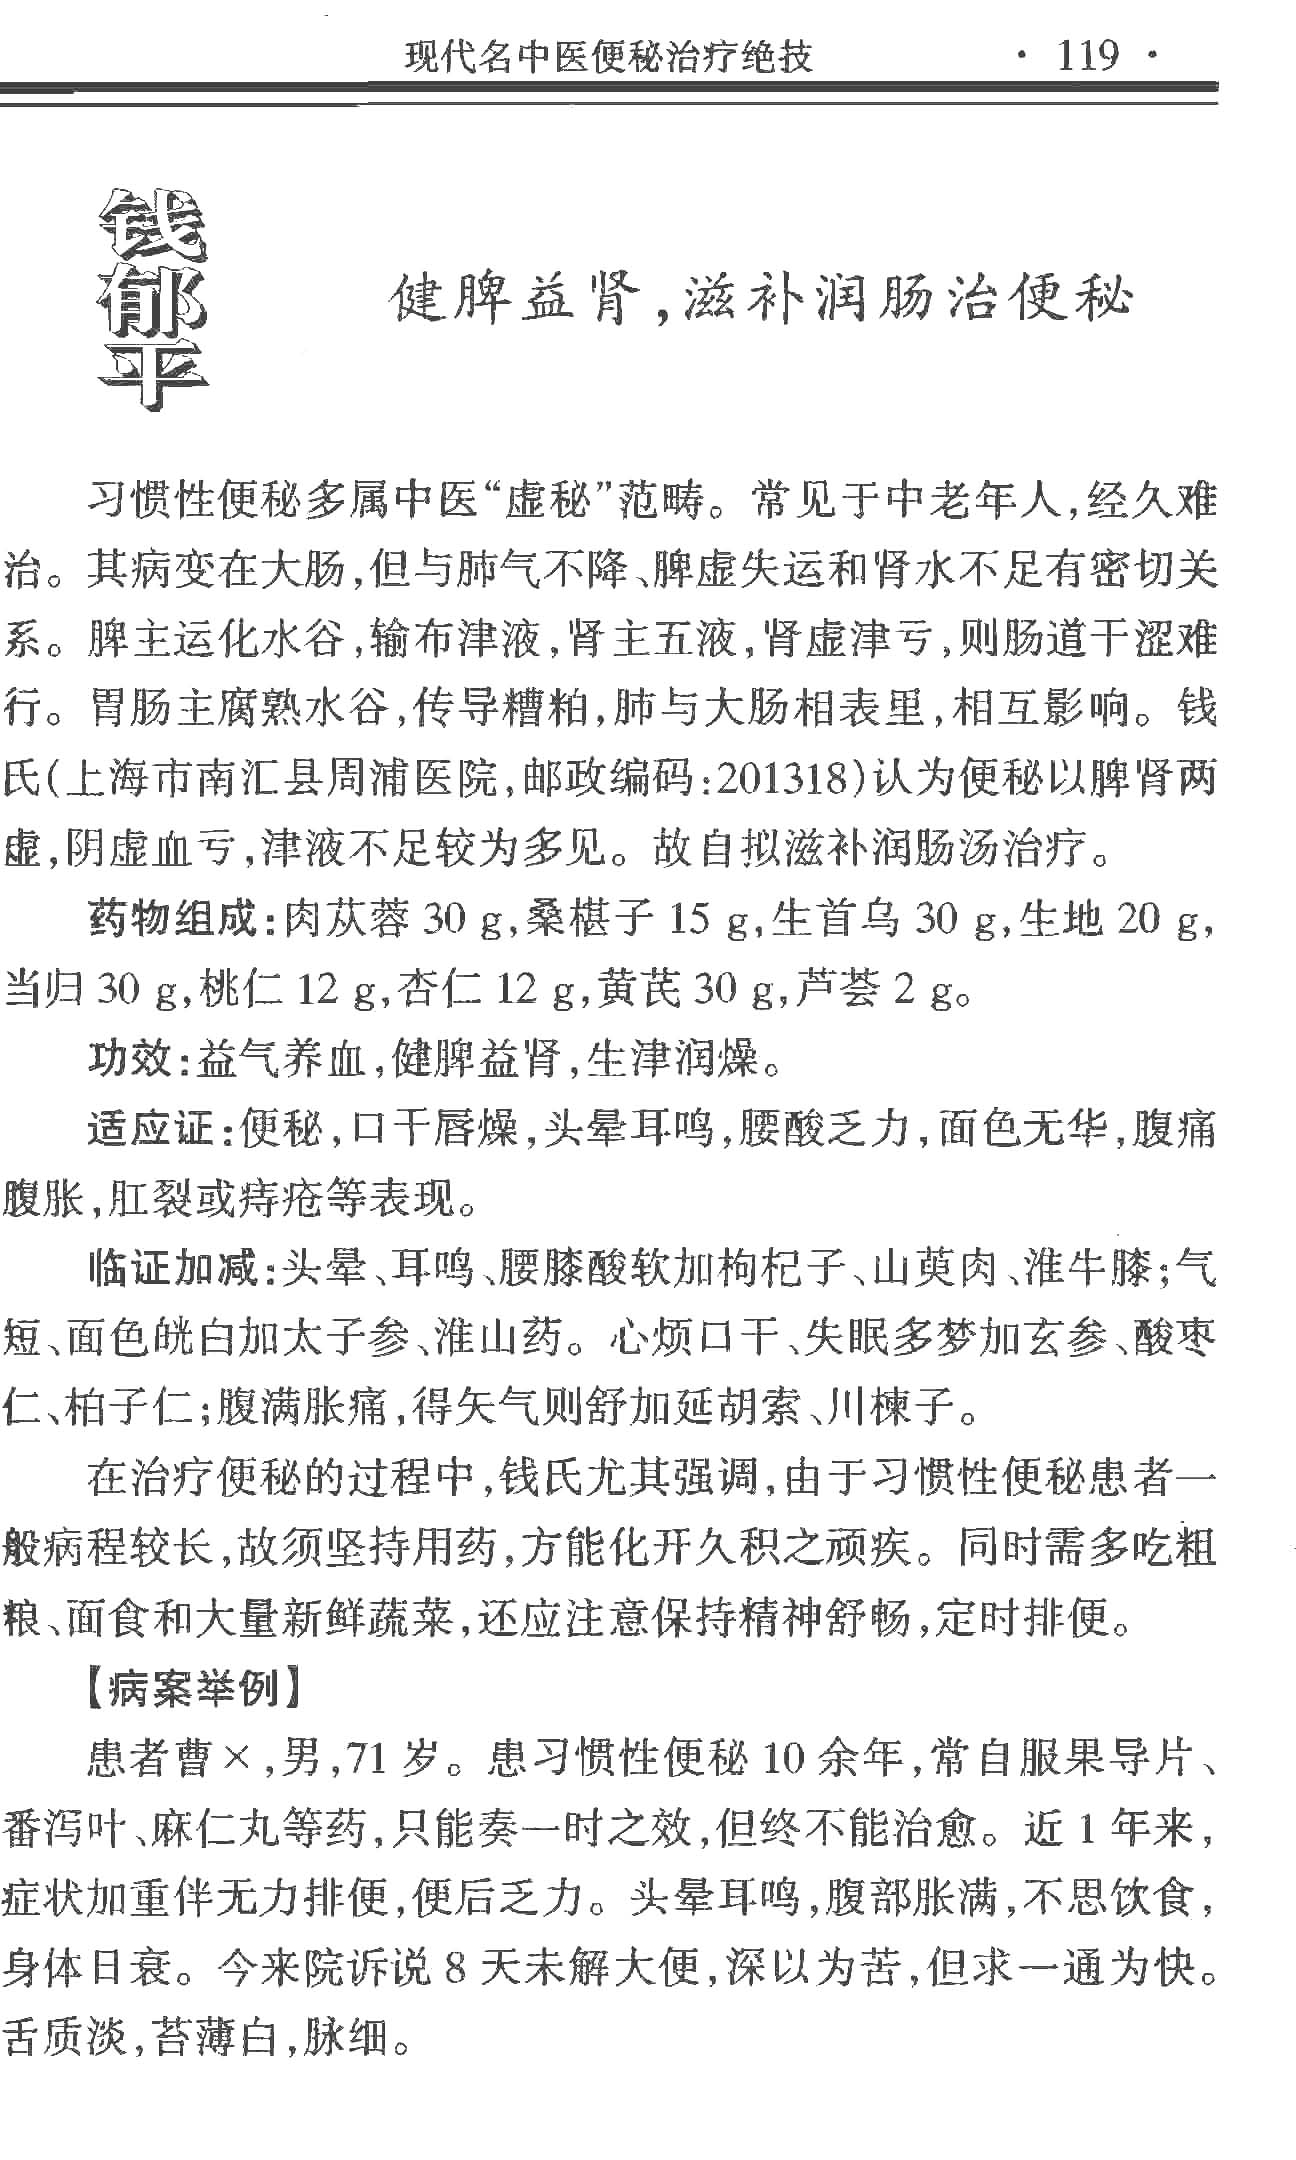 现代名中医便秘治疗绝技 · 119 ·
钱郁平
健脾益肾,滋补润肠治便秘
习惯性便秘多属中医“虚秘”范畴。常见于中老年人,经久难
治。其病变在大肠,但与肺气不降、脾虚失运和肾水不足有密切关
系。脾主运化水谷,输布津液,肾主五液,肾虚津亏,则肠道干涩难
行。胃肠主腐熟水谷,传导糟粕,肺与大肠相表里,相互影响。钱
氏(上海市南汇县周浦医院,邮政编码:201318)认为便秘以脾肾两
虚,阴虚血亏,津液不足较为多见。故自拟滋补润肠汤治疗。
药物组成:肉苁蓉 30 g,桑椹子 15 g,生首乌 30 g,生地 20 g,
当归 30 g,桃仁 12 g,杏仁 12 g,黄芪 30 g,芦荟 2 g。
功效:益气养血,健脾益肾,生津润燥。
适应证:便秘,口干唇燥,头晕耳鸣,腰酸乏力,面色无华,腹痛
腹胀,肛裂或痔疮等表现。
临证加减:头晕、耳鸣、腰膝酸软加枸杞子、山萸肉、淮牛膝;气
短、面色㿠白加太子参、淮山药。心烦口干、失眠多梦加玄参、酸枣
仁、柏子仁;腹满胀痛,得矢气则舒加延胡索、川楝子。
在治疗便秘的过程中,钱氏尤其强调,由于习惯性便秘患者一
般病程较长,故须坚持用药,方能化开久积之顽疾。同时需多吃粗
粮、面食和大量新鲜蔬菜,还应注意保持精神舒畅,定时排便。
【病案举例】
患者曹×,男,71 岁。患习惯性便秘 10 余年,常自服果导片、
番泻叶、麻仁丸等药,只能奏一时之效,但终不能治愈。近 1 年来,
症状加重伴无力排便,便后乏力。头晕耳鸣,腹部胀满,不思饮食,
身体日衰。今来院诉说 8 天未解大便,深以为苦,但求一通为快。
舌质淡,苔薄白,脉细。